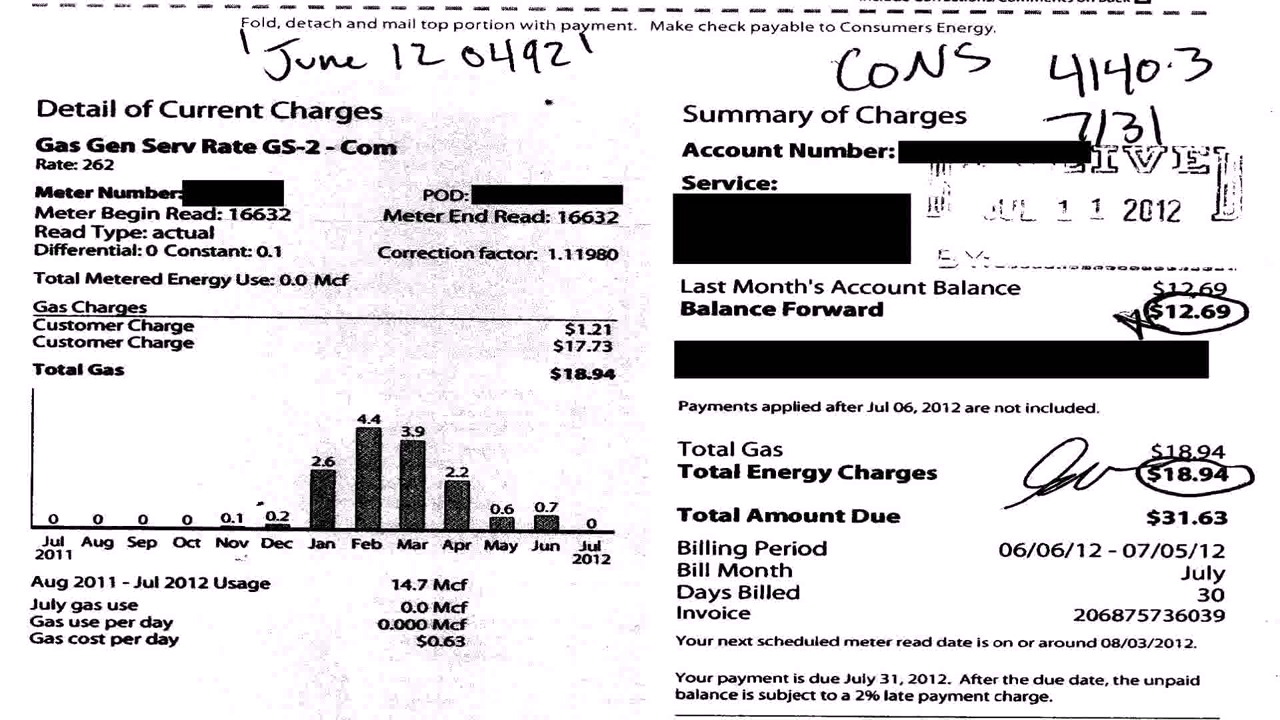 Fold, detach and mail top portion with payment. Make check payable to Consumers Energy.
'June 12 0492'
CONS 4140.3
7/31
Detail of Current Charges
Gas Gen Serv Rate GS-2 - Com
Rate: 262
Meter Number:
POD:
Meter Begin Read: 16632
Meter End Read: 16632
Read Type: actual
Differential: 0 Constant: 0.1
Correction factor: 1.11980
Total Metered Energy Use: 0.0 Mcf
Gas Charges
Customer Charge $1.21
Customer Charge $17.73
Total Gas $18.94
0 0 0 0 0.1 0.2 2.6 4.4 3.9 2.2 0.6 0.7 0
Jul Aug Sep Oct Nov Dec Jan Feb Mar Apr May Jun Jul
2011 2012
Aug 2011 - Jul 2012 Usage 14.7 Mcf
July gas use 0.0 Mcf
Gas use per day 0.000 Mcf
Gas cost per day $0.63
Summary of Charges
Account Number:
Service:
JUL 11 2012
Last Month's Account Balance $12.69
Balance Forward $12.69
Payments applied after Jul 06, 2012 are not included.
Total Gas $18.94
Total Energy Charges $18.94
Total Amount Due $31.63
Billing Period 06/06/12 - 07/05/12
Bill Month July
Days Billed 30
Invoice 206875736039
Your next scheduled meter read date is on or around 08/03/2012.
Your payment is due July 31, 2012. After the due date, the unpaid
balance is subject to a 2% late payment charge.